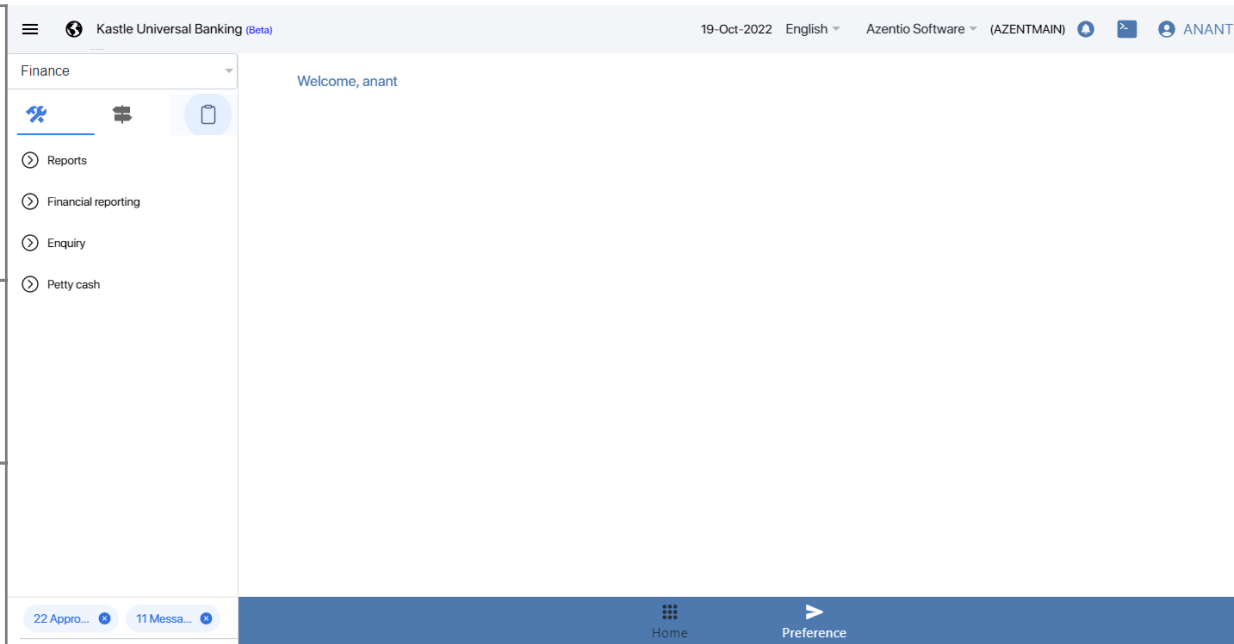 Kastle Universal Banking (Beta)
19-Oct-2022 English Azentio Software (AZENTMAIN) ANANT
Finance
Welcome, anant
Reports
Financial reporting
Enquiry
Petty cash
22 Appro... 11 Messa...
Home Preference